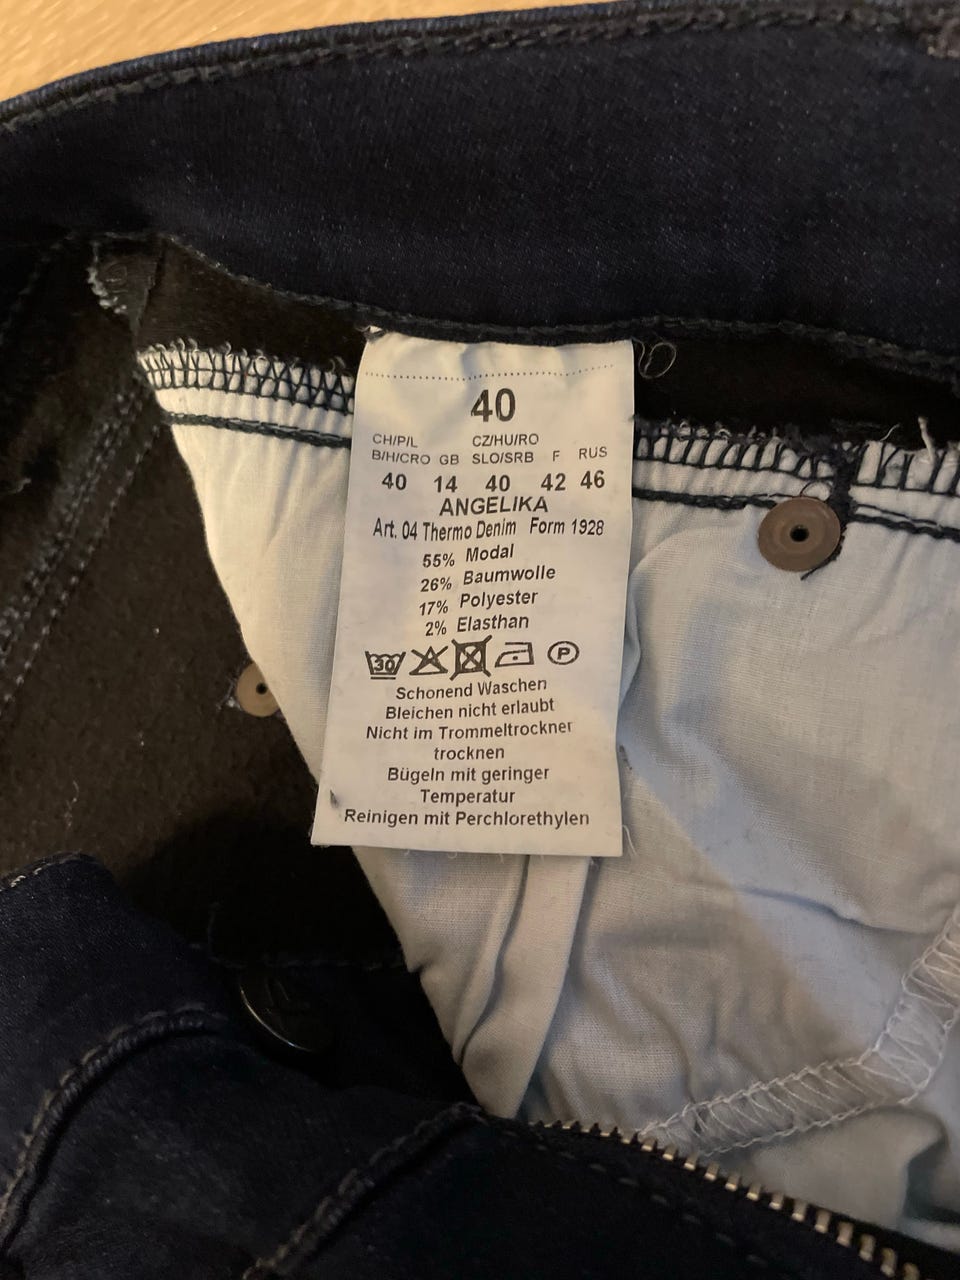 40
CH/P/L CZ/HU/RO
B/H/CRO GB SLO/SRB F RUS
40 14 40 42 46
ANGELIKA
Art. 04 Thermo Denim Form 1928
55% Modal
26% Baumwolle
17% Polyester
2% Elasthan
30 P
Schonend Waschen
Bleichen nicht erlaubt
Nicht im Trommeltrockner
trocknen
Bügeln mit geringer
Temperatur
Reinigen mit Perchlorethylen